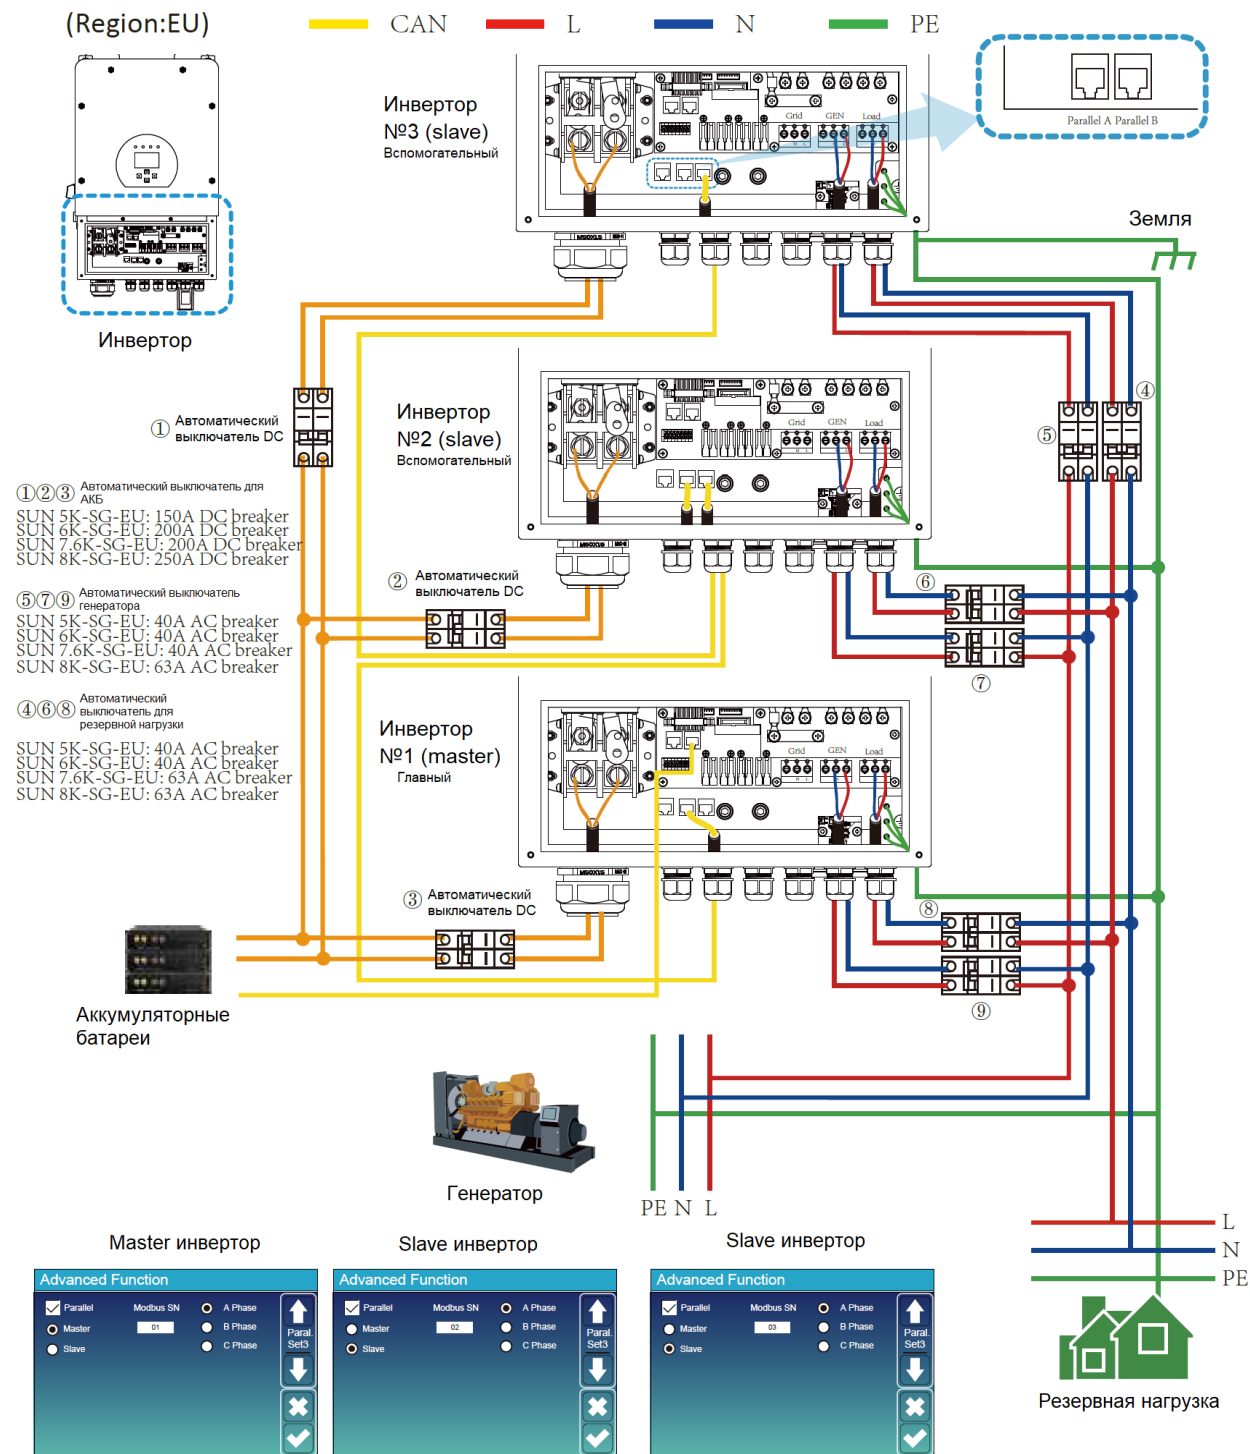 (Region:EU)
CAN
L
N
PE
Parallel A Parallel B
Инвертор
№3 (slave)
Вспомогательный
Grid
GEN
Load
Земля
Инвертор
① Автоматический
выключатель DC
Инвертор
№2 (slave)
Вспомогательный
Grid
GEN
Load
④
⑤
①②③ Автоматический выключатель для
АКБ
SUN 5K-SG-EU: 150A DC breaker
SUN 6K-SG-EU: 200A DC breaker
SUN 7.6K-SG-EU: 200A DC breaker
SUN 8K-SG-EU: 250A DC breaker
② Автоматический
выключатель DC
⑥
⑦
⑤⑦⑨ Автоматический выключатель
генератора
SUN 5K-SG-EU: 40A AC breaker
SUN 6K-SG-EU: 40A AC breaker
SUN 7.6K-SG-EU: 40A AC breaker
SUN 8K-SG-EU: 63A AC breaker
④⑥⑧ Автоматический
выключатель для
резервной нагрузки
SUN 5K-SG-EU: 40A AC breaker
SUN 6K-SG-EU: 40A AC breaker
SUN 7.6K-SG-EU: 63A AC breaker
SUN 8K-SG-EU: 63A AC breaker
Инвертор
№1 (master)
Главный
Grid
GEN
Load
③ Автоматический
выключатель DC
⑧
⑨
Аккумуляторные
батареи
Генератор
PE N L
L
N
PE
Резервная нагрузка
Master инвертор
Advanced Function
Parallel
Modbus SN
A Phase
Master
01
B Phase
Slave
C Phase
Paral.
Set3
Slave инвертор
Advanced Function
Parallel
Modbus SN
A Phase
Master
02
B Phase
Slave
C Phase
Paral.
Set3
Slave инвертор
Advanced Function
Parallel
Modbus SN
A Phase
Master
03
B Phase
Slave
C Phase
Paral.
Set3